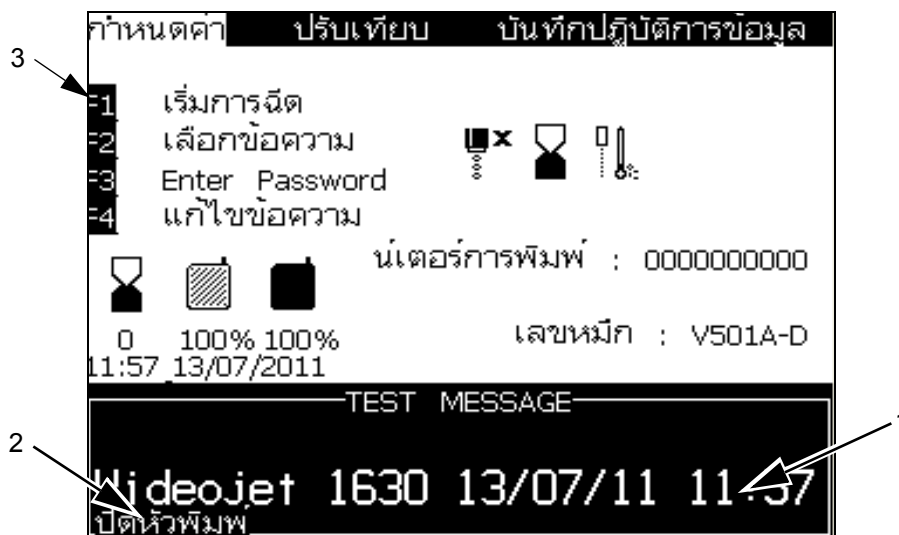 กำหนดค่า ปรับเทียบ บันทึกปฏิบัติการข้อมูล
3
F1 เริ่มการฉีด
F2 เลือกข้อความ
F3 Enter Password
F4 แก้ไขข้อความ
น์เตอร์การพิมพ์ : 0000000000
0 100% 100%
เลขหมึก : V501A-D
11:57 13/07/2011
TEST MESSAGE
2
Videojet 1630 13/07/11 11:57
ปิดหัวพิมพ์